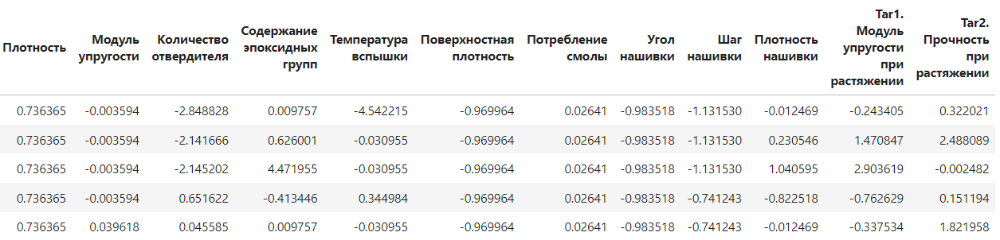 Плотность Модуль упругости Количество отвердителя Содержание эпоксидных групп Температура вспышки Поверхностная плотность Потребление смолы Угол нашивки Шаг нашивки Плотность нашивки Tar1. Модуль упругости при растяжении Tar2. Прочность при растяжении
0.736365 -0.003594 -2.848828 0.009757 -4.542215 -0.969964 0.02641 -0.983518 -1.131530 -0.012469 -0.243405 0.322021
0.736365 -0.003594 -2.141666 0.626001 -0.030955 -0.969964 0.02641 -0.983518 -1.131530 0.230546 1.470847 2.488089
0.736365 -0.003594 -2.145202 4.471955 -0.030955 -0.969964 0.02641 -0.983518 -1.131530 1.040595 2.903619 -0.002482
0.736365 -0.003594 0.651622 -0.413446 0.344984 -0.969964 0.02641 -0.983518 -0.741243 -0.822518 -0.762629 0.151194
0.736365 0.039618 0.045585 0.009757 -0.030955 -0.969964 0.02641 -0.983518 -0.741243 -0.012469 -0.337534 1.821958